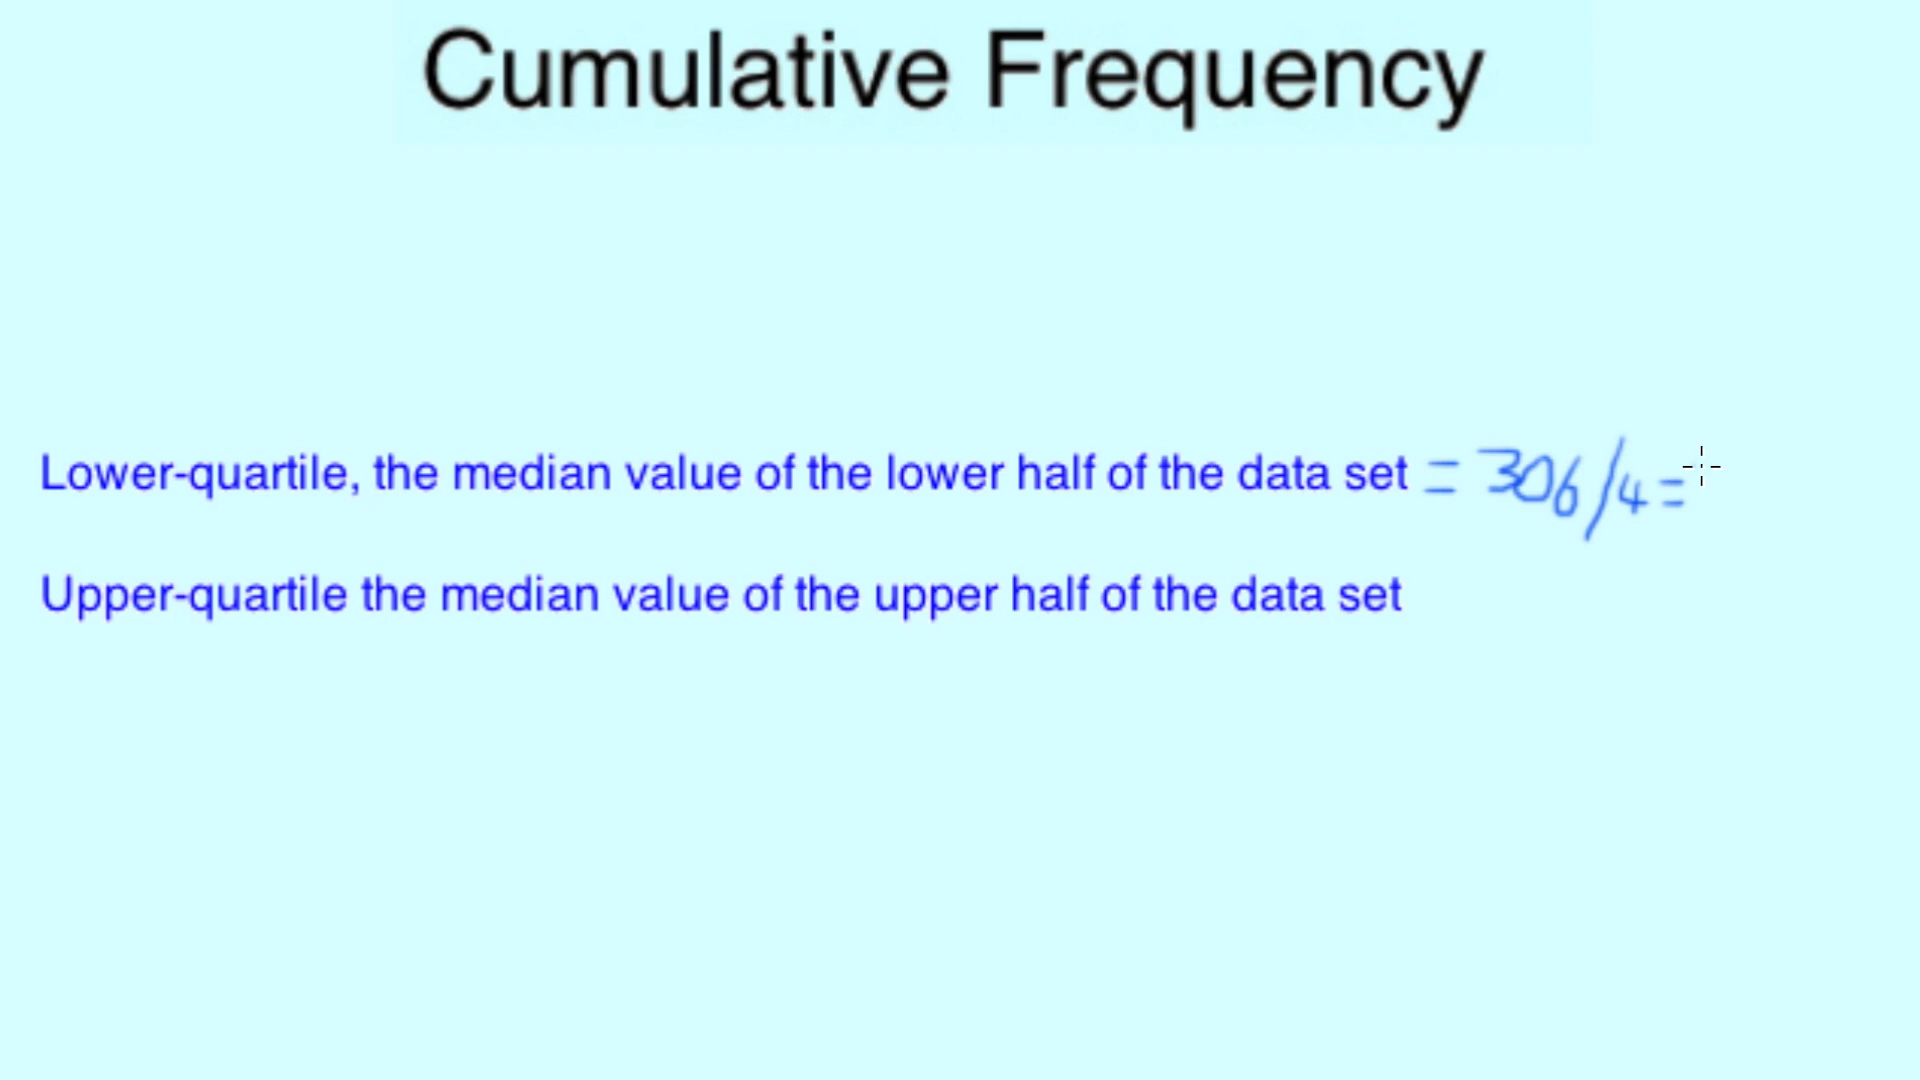 Cumulative Frequency
Lower-quartile, the median value of the lower half of the data set = 306/4=
Upper-quartile the median value of the upper half of the data set